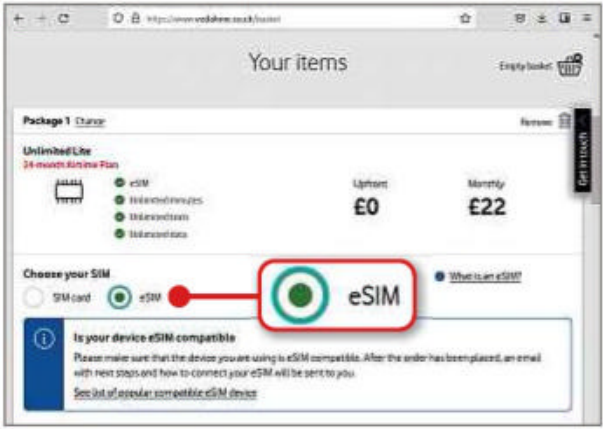 https://www.vodafone.co.uk/basket
Your items
Empty basket
Package 1 Change
Remove
Get in touch
Unlimited Lite
24-month Airtime Plan
eSIM
Unlimited minutes
Unlimited texts
Unlimited data
Upfront
£0
Monthly
£22
Choose your SIM
SIM card
eSIM
eSIM
What is an eSIM?
Is your device eSIM compatible
Please make sure that the device you are using is eSIM compatible. After the order has been placed, an email
with next steps and how to connect your eSIM will be sent to you.
See list of popular compatible eSIM device